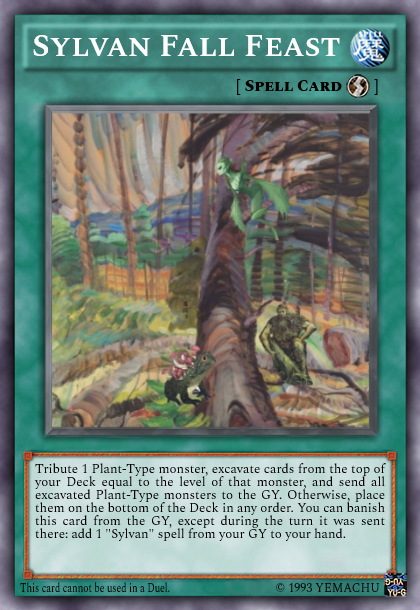 SYLVAN FALL FEAST 魔
[ SPELL CARD ]
Tribute 1 Plant-Type monster, excavate cards from the top of
your Deck equal to the level of that monster, and send all
excavated Plant-Type monsters to the GY. Otherwise, place
them on the bottom of the Deck in any order. You can banish
this card from the GY, except during the turn it was sent
there: add 1 "Sylvan" spell from your GY to your hand.
This card cannot be used in a Duel. © 1993 YEMACHU